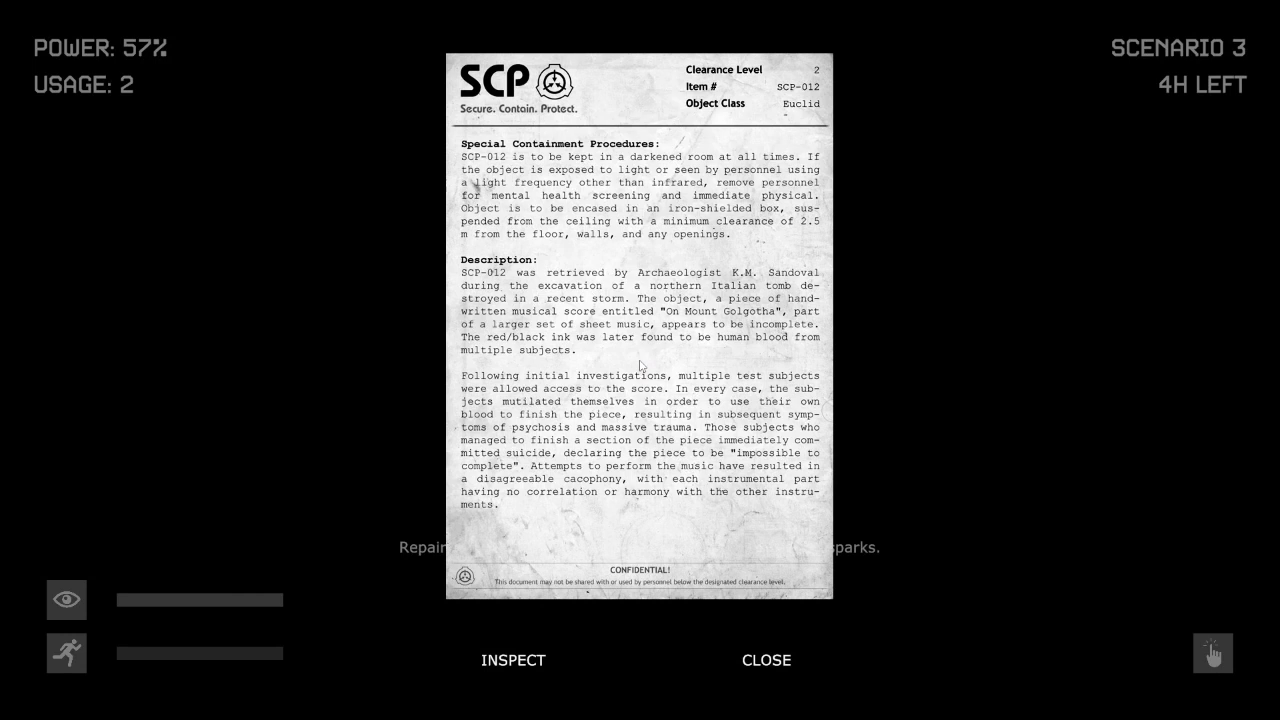 POWER: 57%
USAGE: 2
SCENARIO 3
4H LEFT
SCP
Secure. Contain. Protect.
Clearance Level 2
Item # SCP-012
Object Class Euclid
Special Containment Procedures:
SCP-012 is to be kept in a darkened room at all times. If
the object is exposed to light or seen by personnel using
a light frequency other than infrared, remove personnel
for mental health screening and immediate physical.
Object is to be encased in an iron-shielded box, sus-
pended from the ceiling with a minimum clearance of 2.5
m from the floor, walls, and any openings.
Description:
SCP-012 was retrieved by Archaeologist K.M. Sandoval
during the excavation of a northern Italian tomb de-
stroyed in a recent storm. The object, a piece of hand-
written musical score entitled "On Mount Golgotha", part
of a larger set of sheet music, appears to be incomplete.
The red/black ink was later found to be human blood from
multiple subjects.
Following initial investigations, multiple test subjects
were allowed access to the score. In every case, the sub-
jects mutilated themselves in order to use their own
blood to finish the piece, resulting in subsequent symp-
toms of psychosis and massive trauma. Those subjects who
managed to finish a section of the piece immediately com-
mitted suicide, declaring the piece to be "impossible to
complete". Attempts to perform the music have resulted in
a disagreeable cacophony, with each instrumental part
having no correlation or harmony with the other instru-
ments.
Repair sparks.
CONFIDENTIAL!
This document may not be shared with or used by personnel below the designated clearance level.
INSPECT
CLOSE